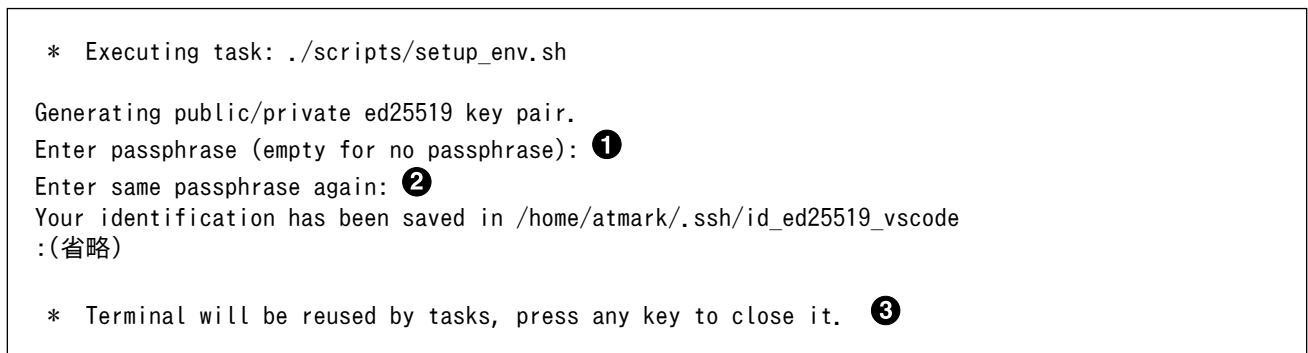 * Executing task: ./scripts/setup_env.sh
Generating public/private ed25519 key pair.
Enter passphrase (empty for no passphrase): ❶
Enter same passphrase again: ❷
Your identification has been saved in /home/atmark/.ssh/id_ed25519_vscode
:(省略)
* Terminal will be reused by tasks, press any key to close it. ❸